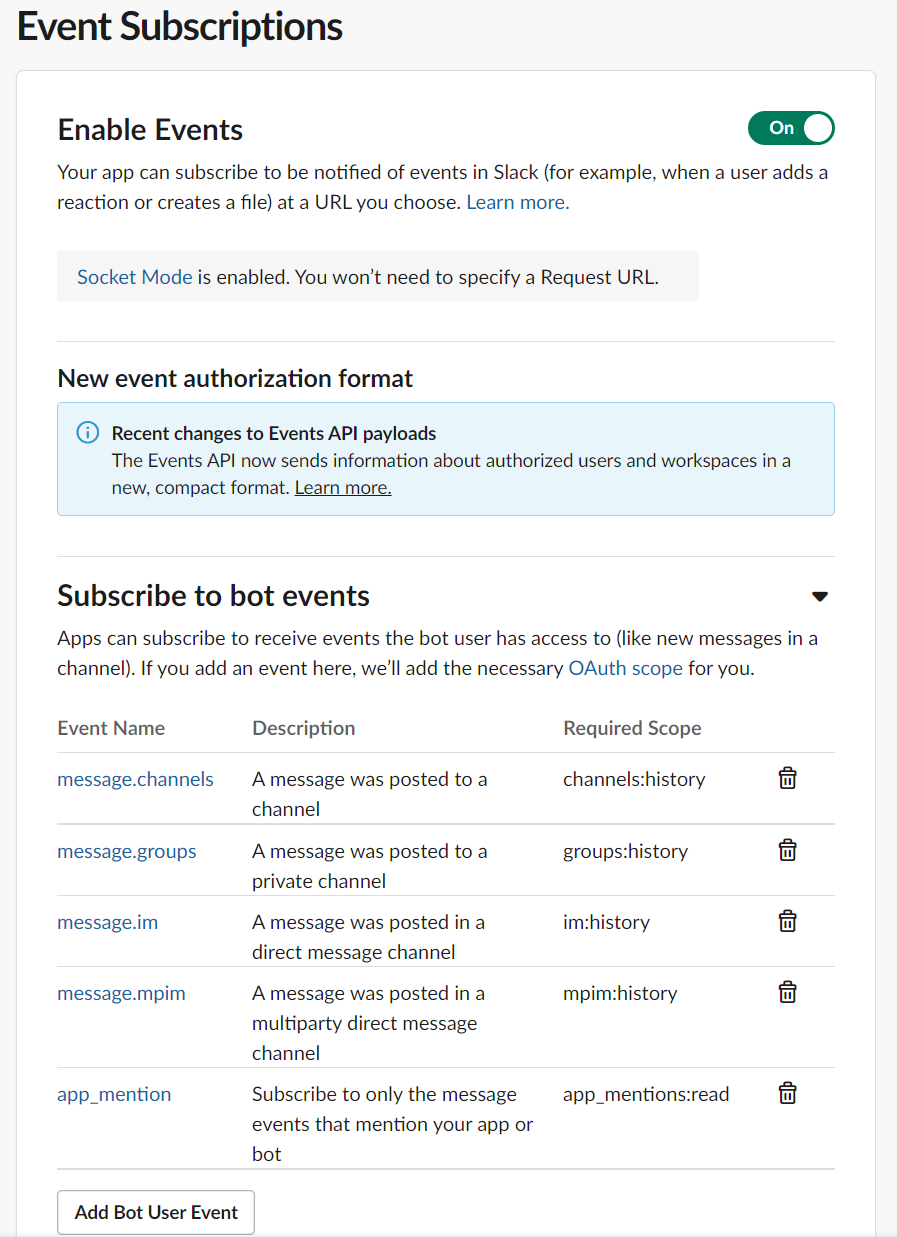 Event Subscriptions
Enable Events
On
Your app can subscribe to be notified of events in Slack (for example, when a user adds a
reaction or creates a file) at a URL you choose. Learn more.
Socket Mode is enabled. You won’t need to specify a Request URL.
New event authorization format
Recent changes to Events API payloads
The Events API now sends information about authorized users and workspaces in a
new, compact format. Learn more.
Subscribe to bot events
Apps can subscribe to receive events the bot user has access to (like new messages in a
channel). If you add an event here, we’ll add the necessary OAuth scope for you.
Event Name Description Required Scope
message.channels A message was posted to a channels:history
channel
message.groups A message was posted to a groups:history
private channel
message.im A message was posted in a im:history
direct message channel
message.mpim A message was posted in a mpim:history
multiparty direct message
channel
app_mention Subscribe to only the message app_mentions:read
events that mention your app or
bot
Add Bot User Event